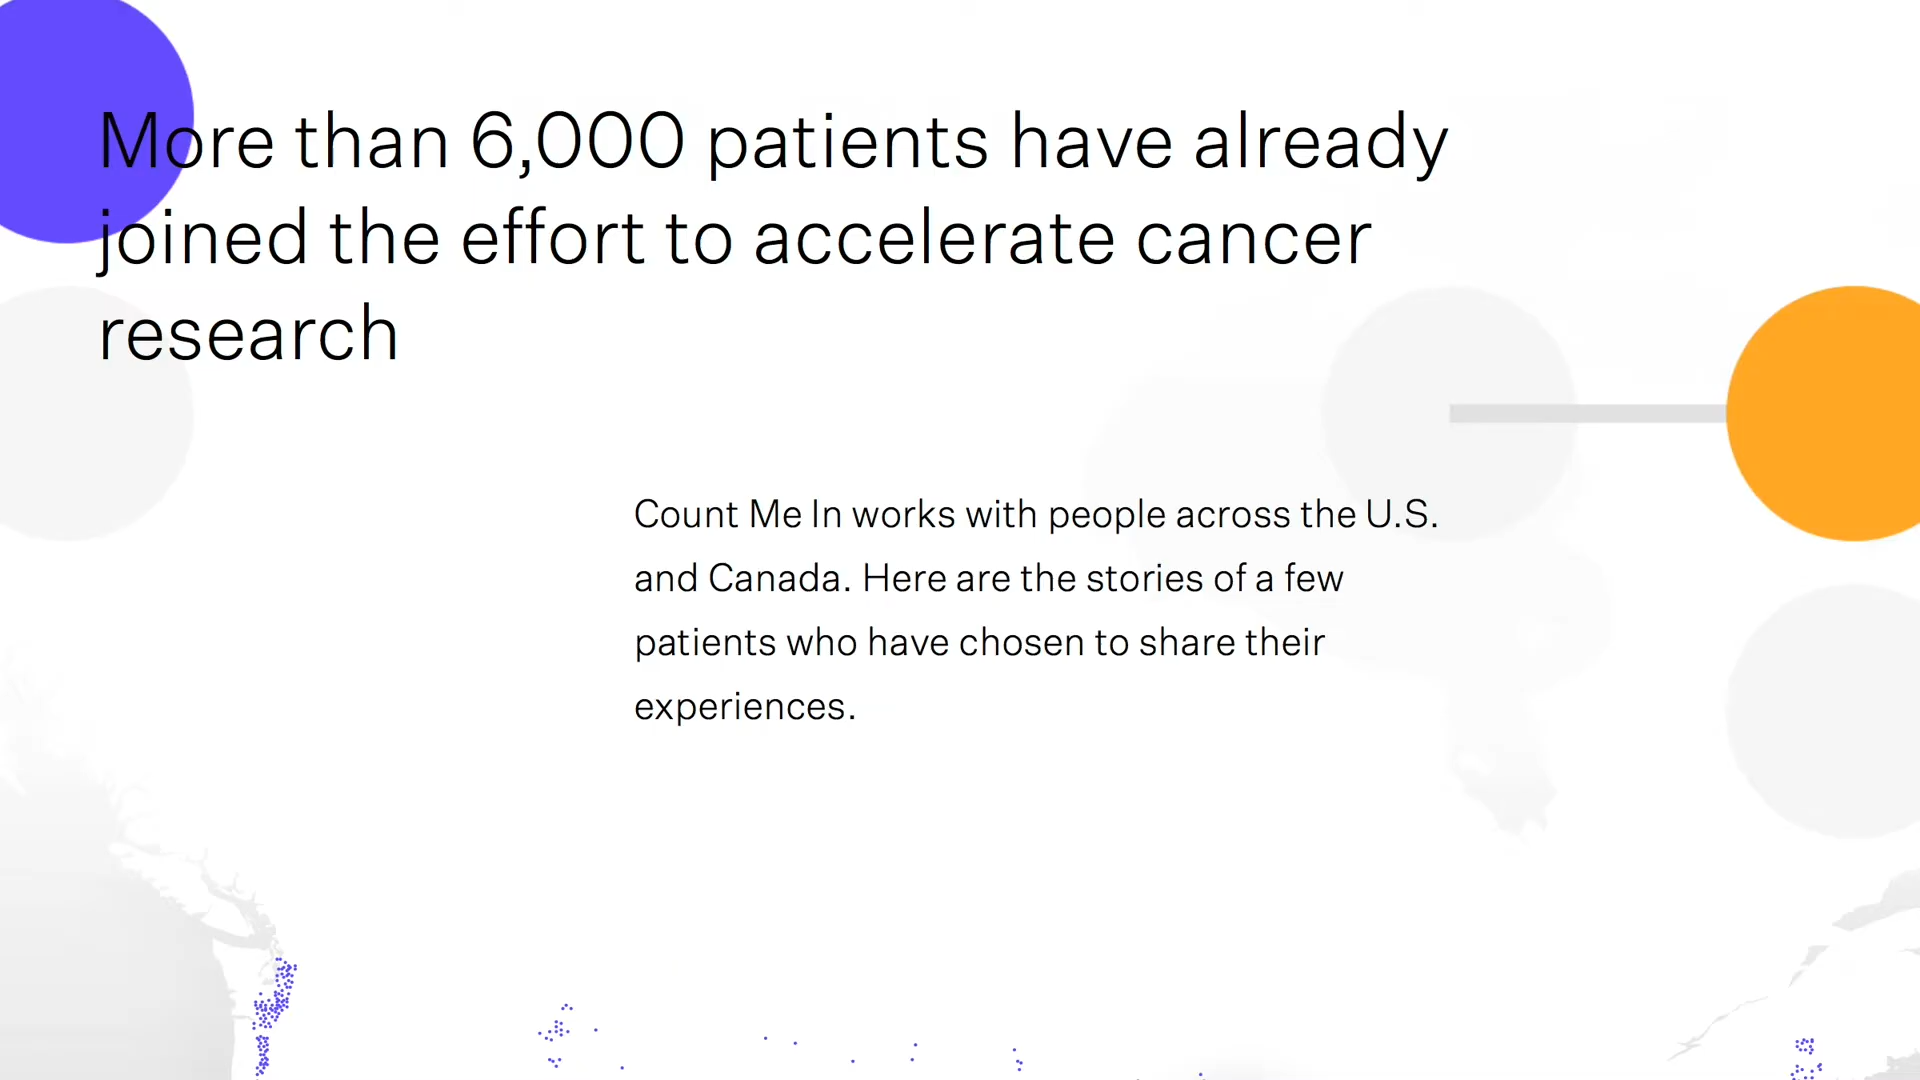 More than 6,000 patients have already
joined the effort to accelerate cancer
research
Count Me In works with people across the U.S.
and Canada. Here are the stories of a few
patients who have chosen to share their
experiences.